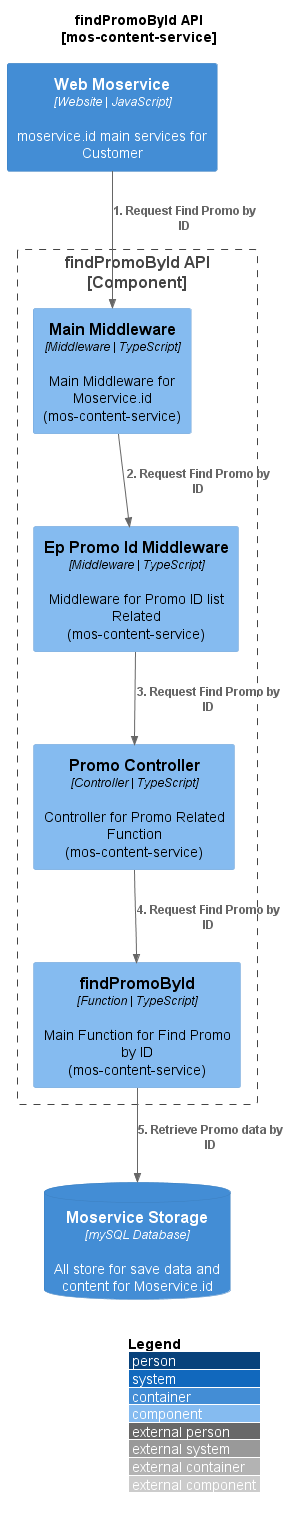 findPromoById API
[mos-content-service]
Web Moservice
[Website | JavaScript]
moservice.id main services for
Customer
1. Request Find Promo by
ID
findPromoById API
[Component]
Main Middleware
[Middleware | TypeScript]
Main Middleware for
Moservice.id
(mos-content-service)
2. Request Find Promo by
ID
Ep Promo Id Middleware
[Middleware | TypeScript]
Middleware for Promo ID list
Related
(mos-content-service)
3. Request Find Promo by
ID
Promo Controller
[Controller | TypeScript]
Controller for Promo Related
Function
(mos-content-service)
4. Request Find Promo by
ID
findPromoById
[Function | TypeScript]
Main Function for Find Promo
by ID
(mos-content-service)
5. Retrieve Promo data by
ID
Moservice Storage
[mySQL Database]
All store for save data and
content for Moservice.id
Legend
person
system
container
component
external person
external system
external container
external component